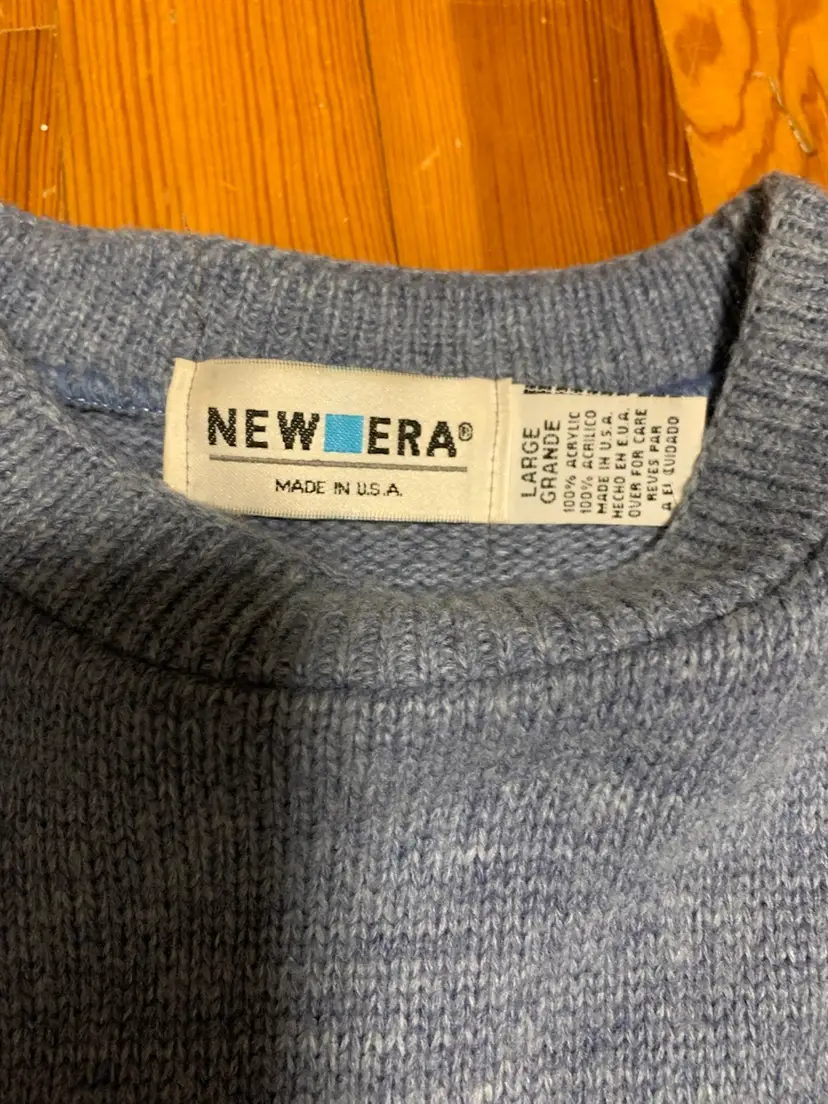 NEW ERA®
MADE IN U.S.A.
LARGE
GRANDE
100% ACRYLIC
100% ACRILICO
MADE IN U.S.A.
HECHO EN E.U.A.
OVER FOR CARE
REVES PAR
A EL CUIDADO